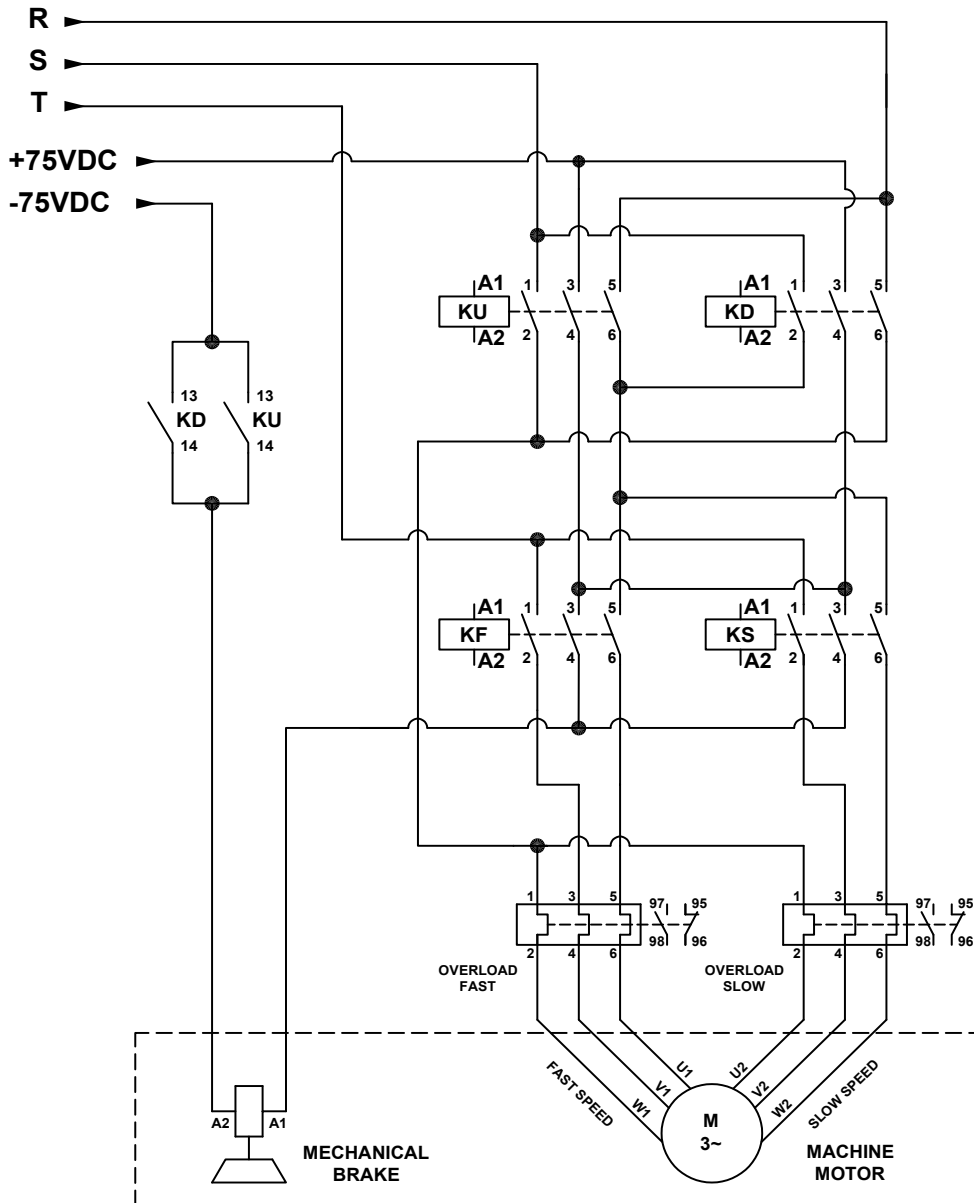 R
S
T
+75VDC
-75VDC
A1
KU
A2
1 3 5
2 4 6
A1
KD
A2
1 3 5
2 4 6
13 13
KD KU
14 14
A1
KF
A2
1 3 5
2 4 6
A1
KS
A2
1 3 5
2 4 6
1 3 5
97 95
98 96
2 4 6
OVERLOAD
FAST
1 3 5
97 95
98 96
2 4 6
OVERLOAD
SLOW
FAST SPEED
W1
V1
U1
U2
V2
W2
SLOW SPEED
M
3~
A2 A1
MECHANICAL
BRAKE
MACHINE
MOTOR